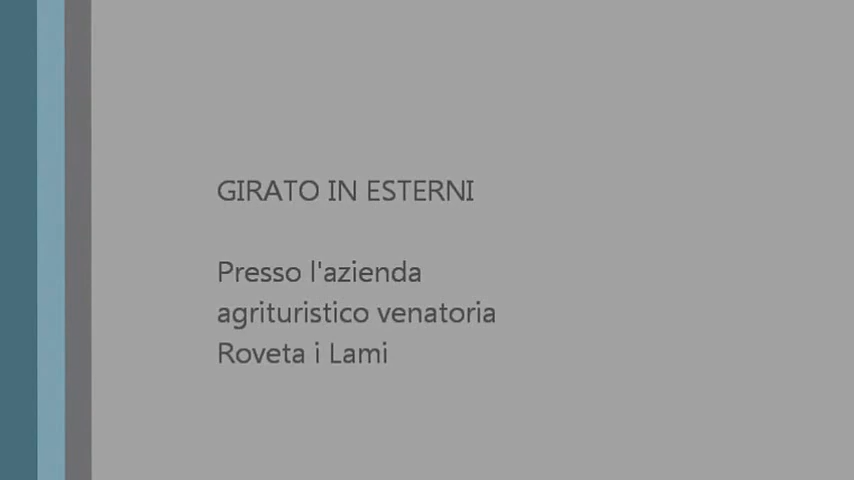 GIRATO IN ESTERNI
Presso l'azienda
agrituristico venatoria
Roveta i Lami